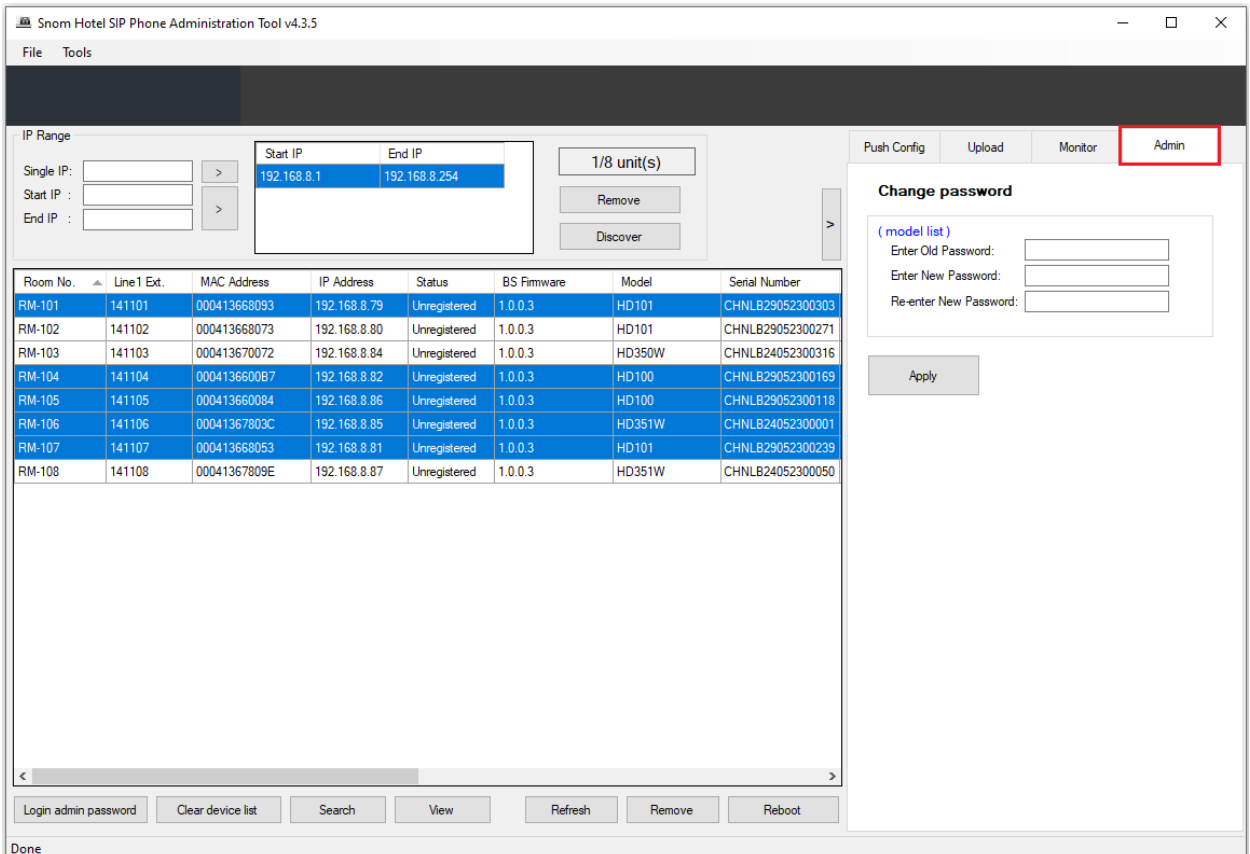 Snom Hotel SIP Phone Administration Tool v4.3.5
File Tools
IP Range
Single IP: >
Start IP :
End IP : >
Start IP End IP
192.168.8.1 192.168.8.254
1/8 unit(s)
Remove
Discover
>
Push Config Upload Monitor Admin
Change password
( model list )
Enter Old Password:
Enter New Password:
Re-enter New Password:
Apply
Room No. Line1 Ext. MAC Address IP Address Status BS Firmware Model Serial Number
RM-101 141101 000413668093 192.168.8.79 Unregistered 1.0.0.3 HD101 CHNLB29052300303
RM-102 141102 000413668073 192.168.8.80 Unregistered 1.0.0.3 HD101 CHNLB29052300271
RM-103 141103 000413670072 192.168.8.84 Unregistered 1.0.0.3 HD350W CHNLB24052300316
RM-104 141104 0004136600B7 192.168.8.82 Unregistered 1.0.0.3 HD100 CHNLB29052300169
RM-105 141105 000413660084 192.168.8.86 Unregistered 1.0.0.3 HD100 CHNLB29052300118
RM-106 141106 00041367803C 192.168.8.85 Unregistered 1.0.0.3 HD351W CHNLB24052300001
RM-107 141107 000413668053 192.168.8.81 Unregistered 1.0.0.3 HD101 CHNLB29052300239
RM-108 141108 00041367809E 192.168.8.87 Unregistered 1.0.0.3 HD351W CHNLB24052300050
Login admin password Clear device list Search View Refresh Remove Reboot
Done